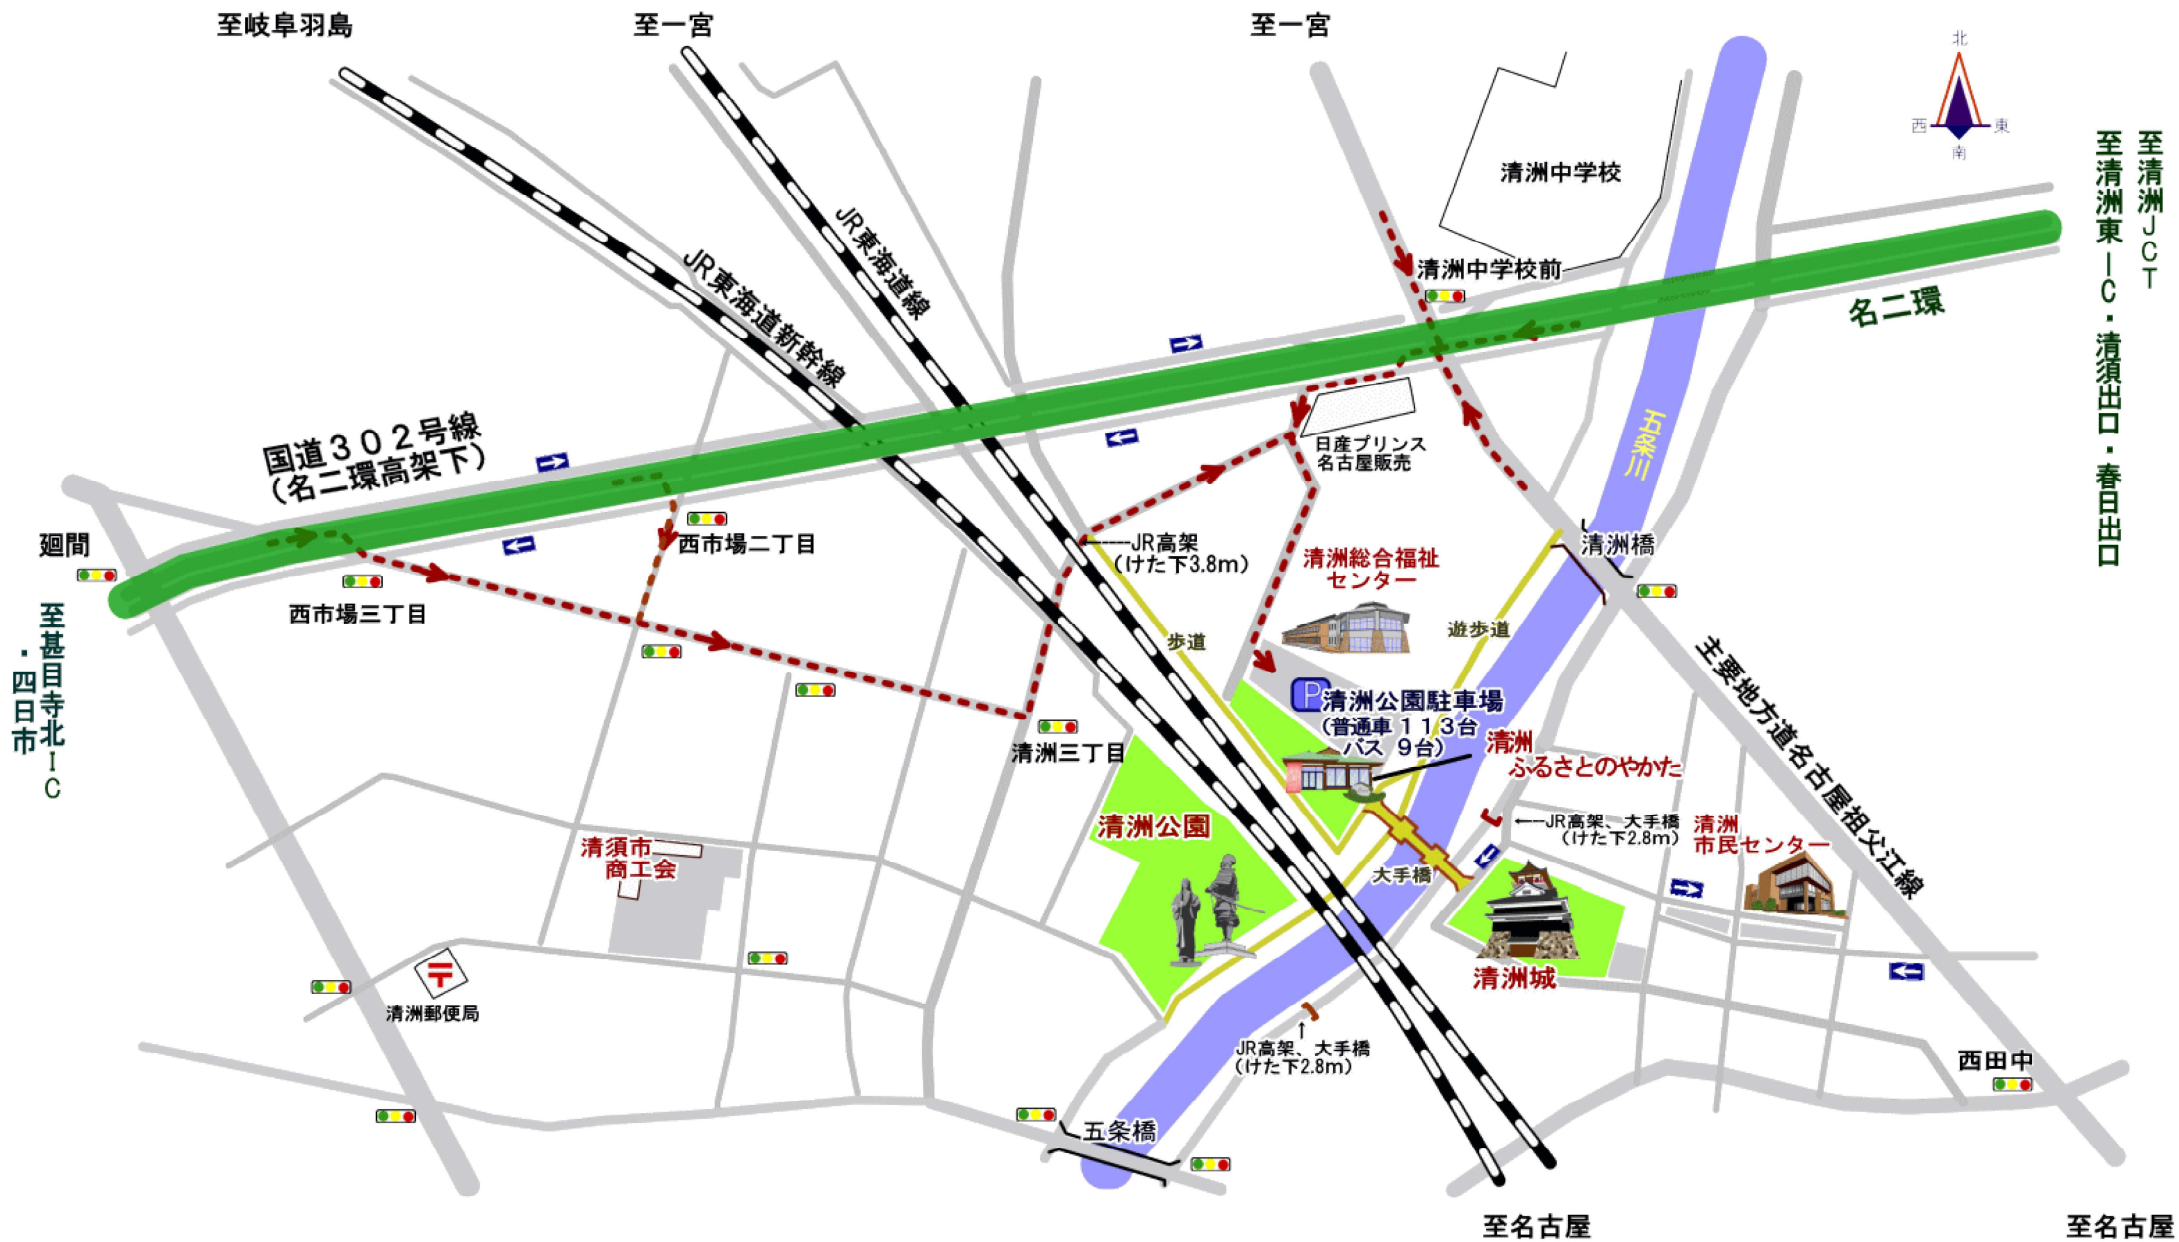 至岐阜羽島
至一宮
至一宮
北
西
東
南
至清洲JCT
至清洲東IC・清須出口・春日出口
清洲中学校
JR東海道線
JR東海道新幹線
清洲中学校前
名二環
国道302号線
(名二環高架下)
五条川
日産プリンス
名古屋販売
廻間
西市場二丁目
JR高架
(けた下3.8m)
清洲橋
清洲総合福祉
センター
西市場三丁目
至甚目寺北IC
・四日市
歩道
遊歩道
主要地方道名古屋祖父江線
P
清洲公園駐車場
(普通車 113台
バス 9台)
清洲三丁目
清洲
ふるさとのやかた
清洲公園
JR高架、大手橋
(けた下2.8m)
清洲
市民センター
清須市
商工会
大手橋
清洲城
〒
清洲郵便局
JR高架、大手橋
(けた下2.8m)
西田中
五条橋
至名古屋
至名古屋